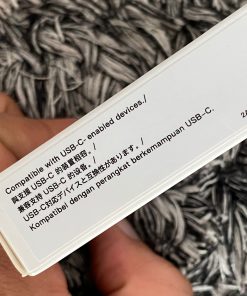 Compatible with USB-C. enabled devices./
與支援 USB-C 的裝置相容。/
兼容支持 USB-C 的设备。/
USB-C対応デバイスと互換性があります。/
Kompatibel dengan perangkat berkemampuan USB-C.